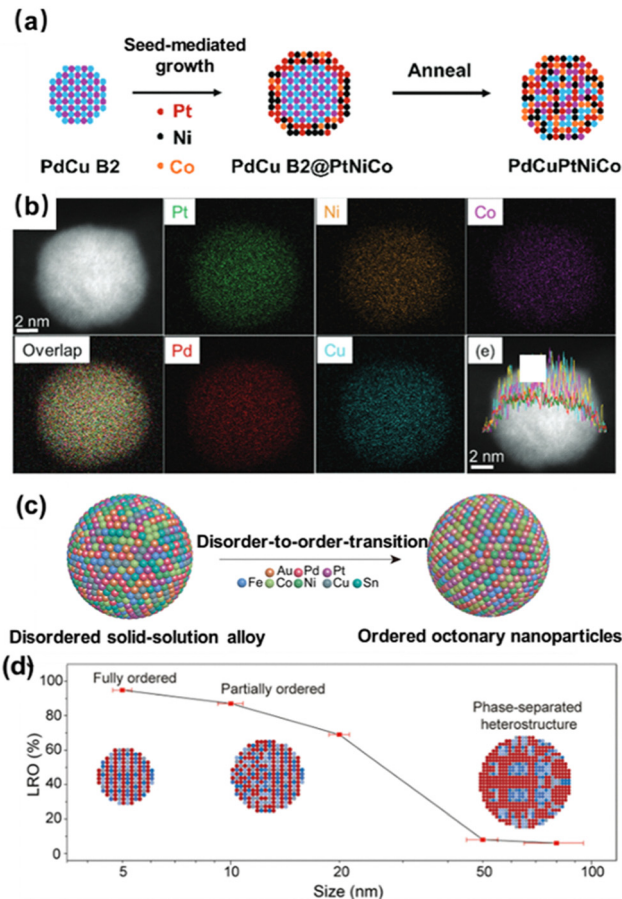 (a)
Seed-mediated
growth
Anneal
Pt
Ni
Co
PdCu B2
PdCu B2@PtNiCo
PdCuPtNiCo
(b)
Pt
Ni
Co
2 nm
Overlap
Pd
Cu
(e)
2 nm
(c)
Disorder-to-order-transition
Au Pd Pt
Fe Co Ni Cu Sn
Disordered solid-solution alloy
Ordered octonary nanoparticles
(d)
Fully ordered
Partially ordered
Phase-separated
heterostructure
LRO (%)
100
80
60
40
20
0
5
10
20
50
100
Size (nm)